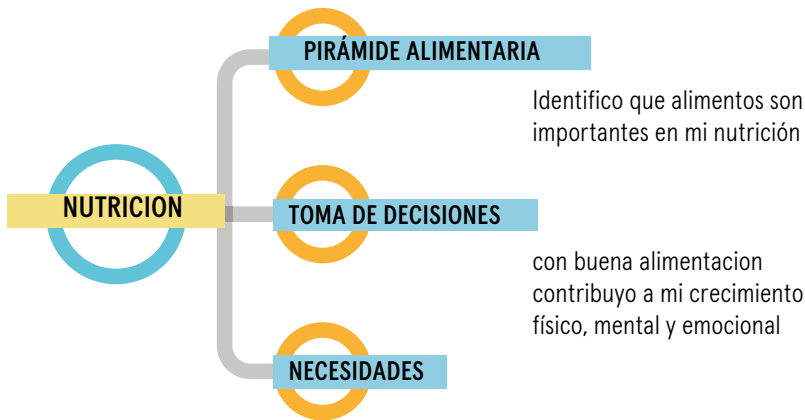 PIRÁMIDE ALIMENTARIA
Identifico que alimentos son
importantes en mi nutrición
NUTRICION
TOMA DE DECISIONES
con buena alimentacion
contribuyo a mi crecimiento
físico, mental y emocional
NECESIDADES